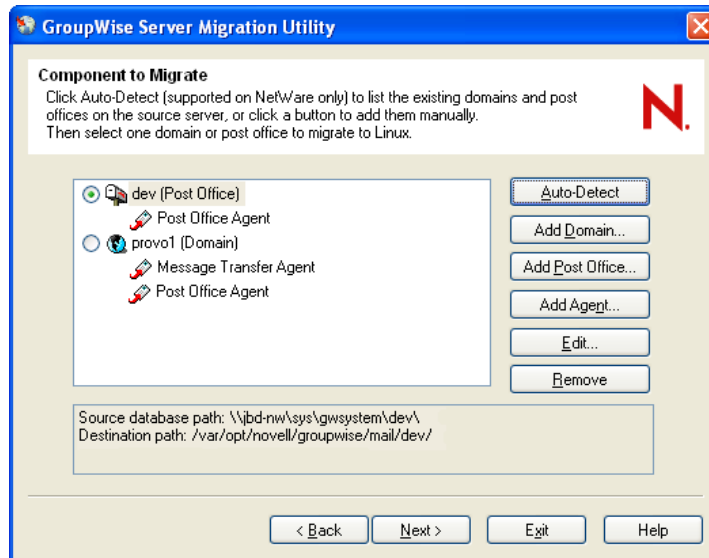 GroupWise Server Migration Utility
Component to Migrate
Click Auto-Detect (supported on NetWare only) to list the existing domains and post
offices on the source server, or click a button to add them manually.
Then select one domain or post office to migrate to Linux.
N.
dev (Post Office)
Post Office Agent
provo1 (Domain)
Message Transfer Agent
Post Office Agent
Auto-Detect
Add Domain...
Add Post Office...
Add Agent...
Edit...
Remove
Source database path: \\jbd-nw\sys\gwsystem\dev\
Destination path: /var/opt/novell/groupwise/mail/dev/
< Back
Next >
Exit
Help